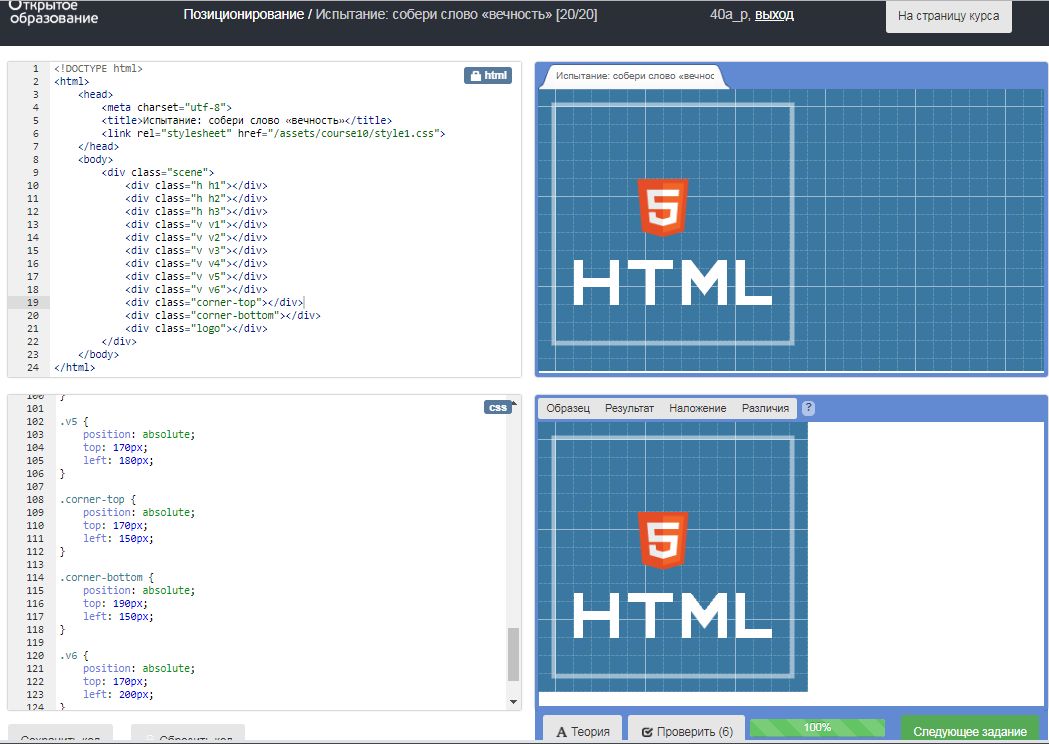 Открытое
образование
Позиционирование / Испытание: собери слово «вечность» [20/20]
40a_p, выход
На страницу курса
html
1 <!DOCTYPE html>
2 <html>
3 <head>
4 <meta charset="utf-8">
5 <title>Испытание: собери слово «вечность»</title>
6 <link rel="stylesheet" href="/assets/course10/style1.css">
7 </head>
8 <body>
9 <div class="scene">
10 <div class="h h1"></div>
11 <div class="h h2"></div>
12 <div class="h h3"></div>
13 <div class="v v1"></div>
14 <div class="v v2"></div>
15 <div class="v v3"></div>
16 <div class="v v4"></div>
17 <div class="v v5"></div>
18 <div class="v v6"></div>
19 <div class="corner-top"></div>
20 <div class="corner-bottom"></div>
21 <div class="logo"></div>
22 </div>
23 </body>
24 </html>
Испытание: собери слово «вечнос
5
HTML
css
100 }
101
102 .v5 {
103 position: absolute;
104 top: 170px;
105 left: 180px;
106 }
107
108 .corner-top {
109 position: absolute;
110 top: 170px;
111 left: 150px;
112 }
113
114 .corner-bottom {
115 position: absolute;
116 top: 190px;
117 left: 150px;
118 }
119
120 .v6 {
121 position: absolute;
122 top: 170px;
123 left: 200px;
124 }
Образец Результат Наложение Различия ?
5
HTML
Сохранить код
Сбросить код
Теория
Проверить (6)
100%
Следующее задание